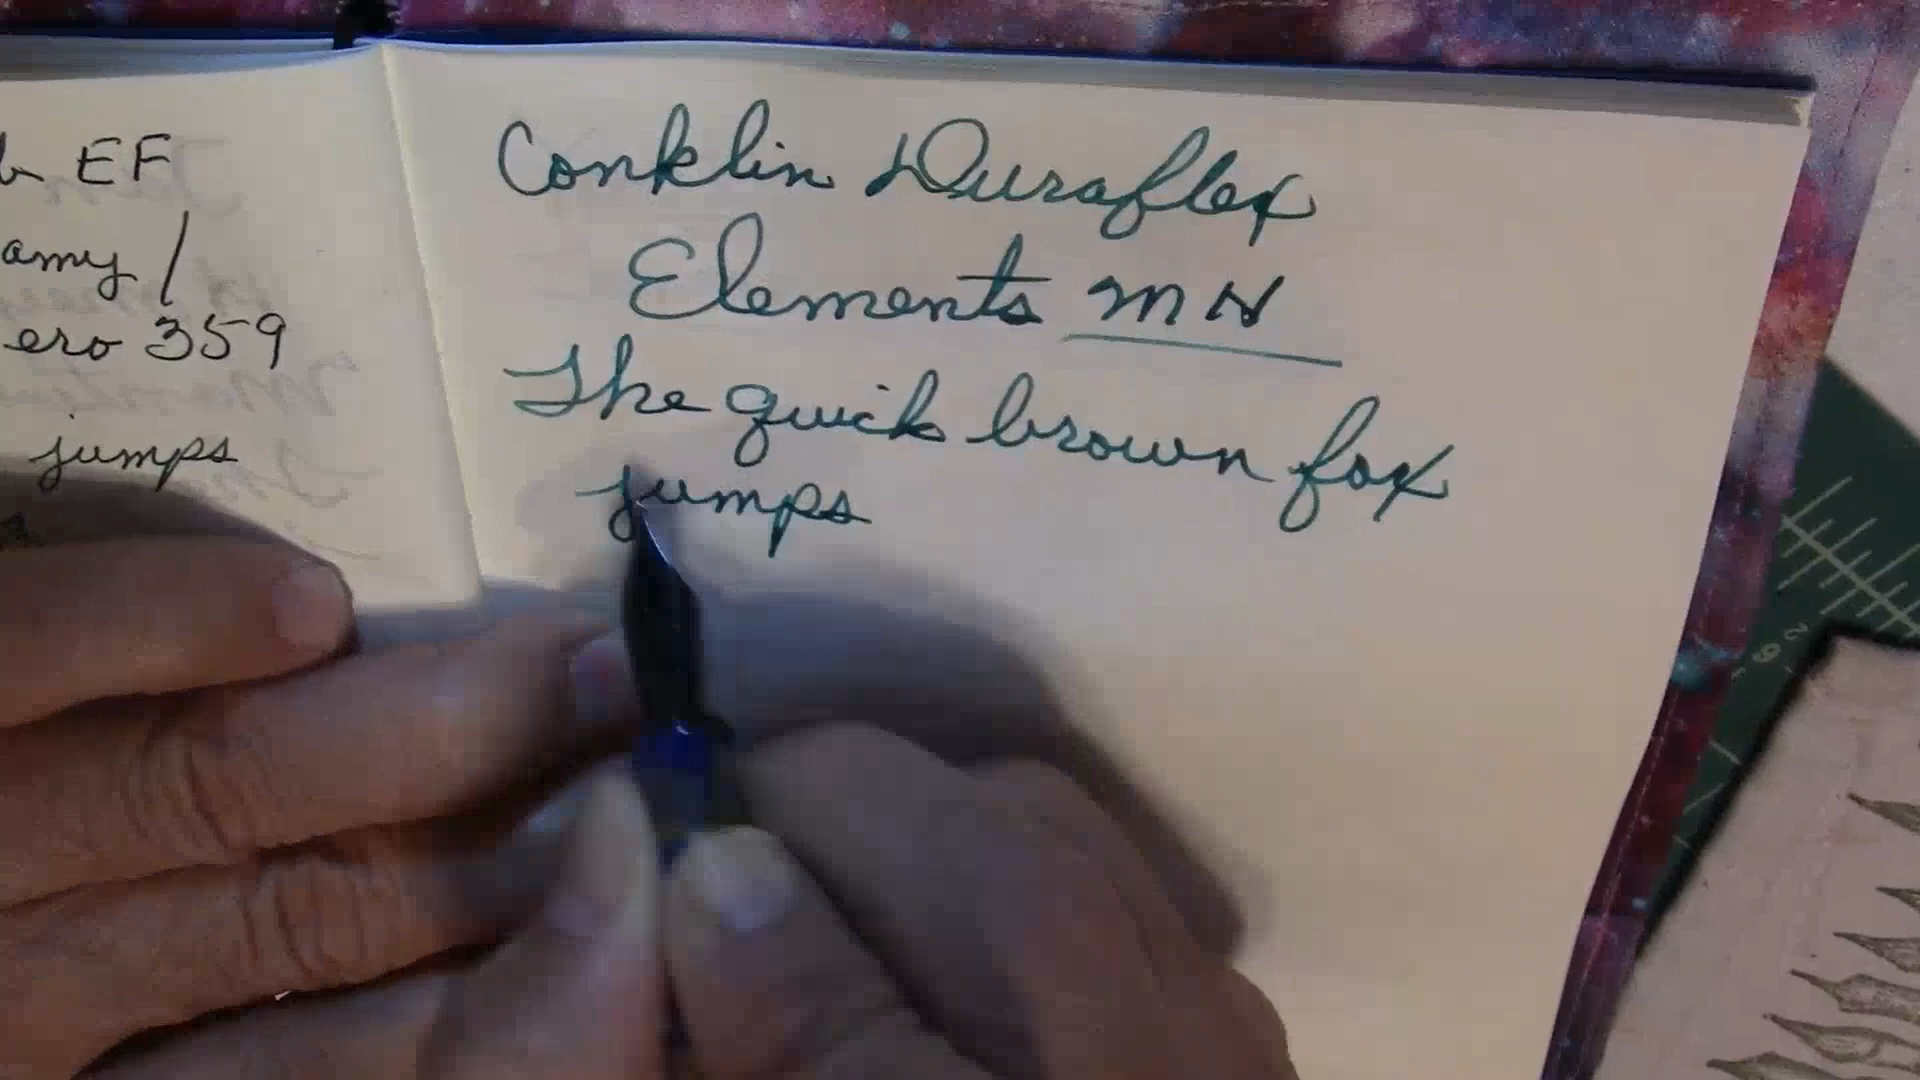 EF
amy /
ero 359
jumps
Conklin Duraflex
Elements MN
The quick brown fox
jumps